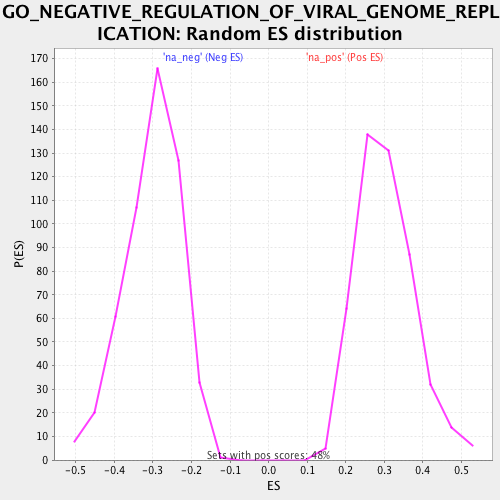 GO_NEGATIVE_REGULATION_OF_VIRAL_GENOME_REPL
ICATION: Random ES distribution
'na_neg' (Neg ES) 'na_pos' (Pos ES)
170
160
150
140
130
120
110
100
90
80
70
60
50
40
30
20
10
0
P(ES)
Sets with pos scores: 48%
-0.5 -0.4 -0.3 -0.2 -0.1 0.0 0.1 0.2 0.3 0.4 0.5
ES